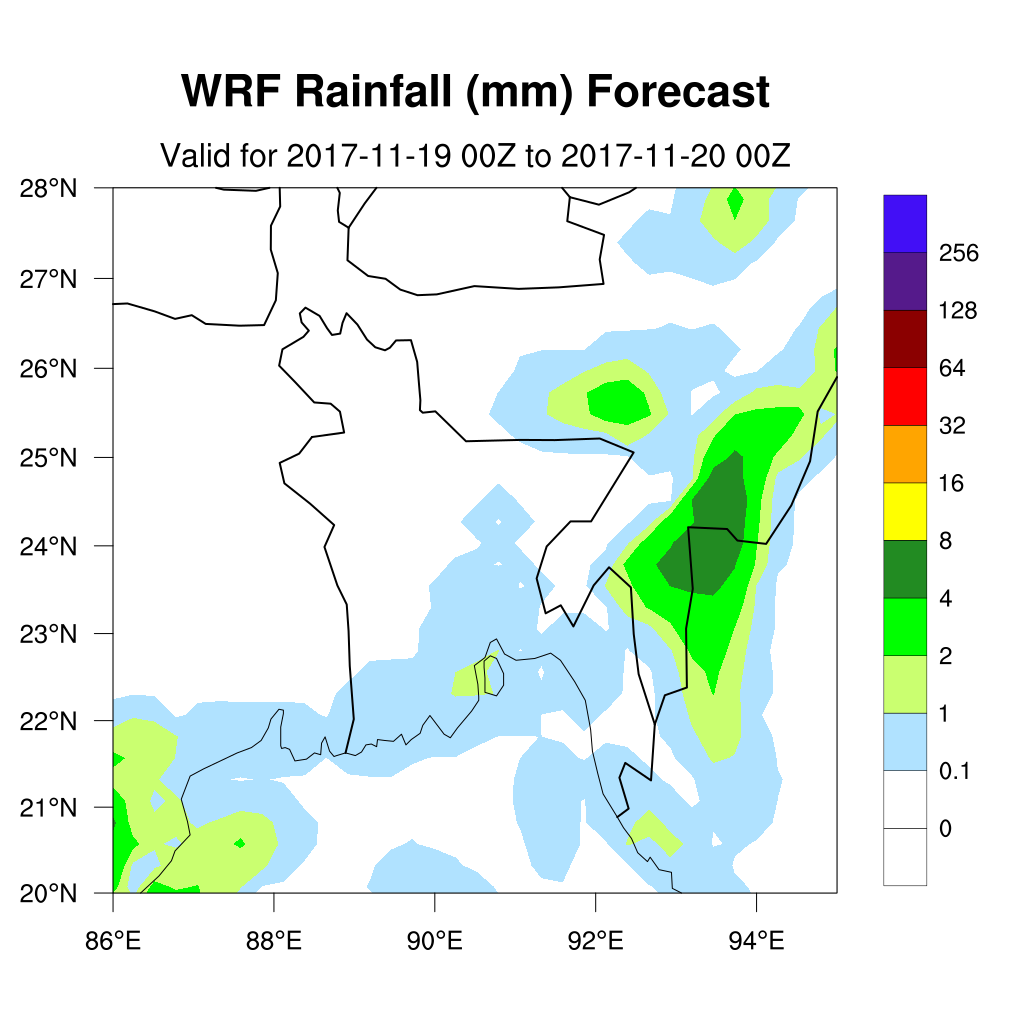 WRF Rainfall (mm) Forecast
Valid for 2017-11-19 00Z to 2017-11-20 00Z
28°N
27°N
26°N
25°N
24°N
23°N
22°N
21°N
20°N
86°E 88°E 90°E 92°E 94°E
256
128
64
32
16
8
4
2
1
0.1
0